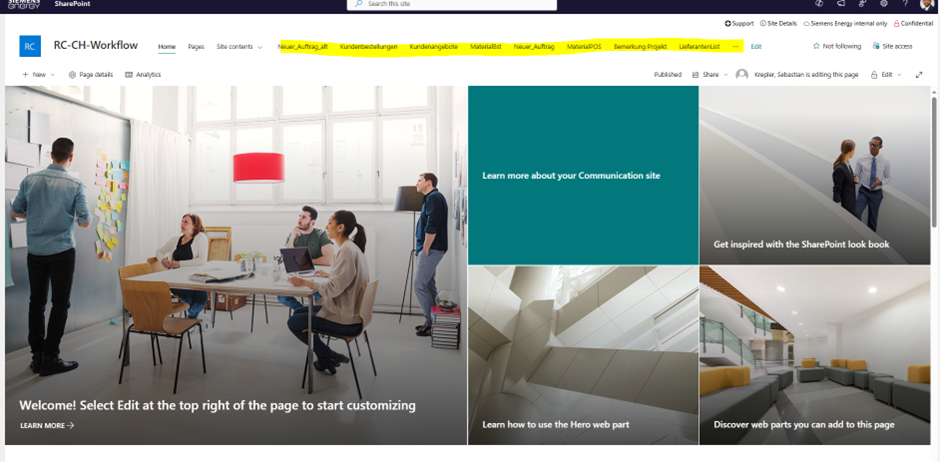 SIEMENS
energy
SharePoint
Search this site
Support
Site Details
Siemens Energy internal only
Confidential
RC
RC-CH-Workflow
Home
Pages
Site contents
Neuer_Auftrag_alt
Kundenbestellungen
Kundenangebote
Materiallist
Neuer_Auftrag
MaterialPOS
Bemerkung Projekt
LieferantenList
...
Edit
Not following
Site access
+ New
Page details
Analytics
Published
Share
Krepler, Sebastian is editing this page
Edit
Learn more about your Communication site
Get inspired with the SharePoint look book
Welcome! Select Edit at the top right of the page to start customizing
LEARN MORE →
Learn how to use the Hero web part
Discover web parts you can add to this page